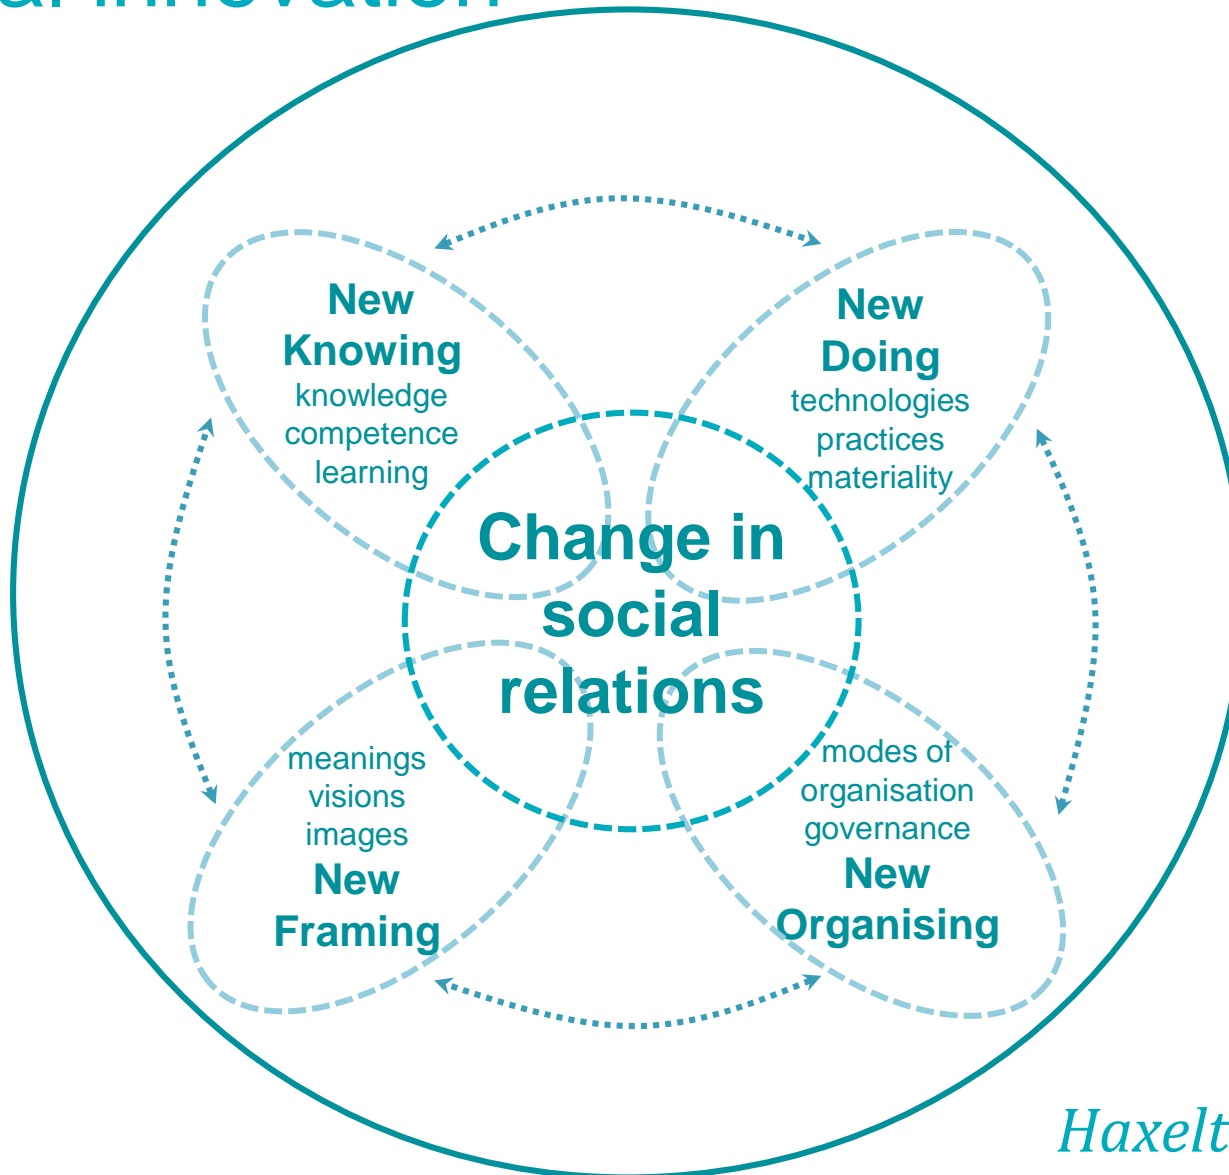 innovation
New
Knowing
knowledge
competence
learning
New
Doing
technologies
practices
materiality
Change in
social
relations
meanings
visions
images
New
Framing
modes of
organisation
governance
New
Organising
Haxelt